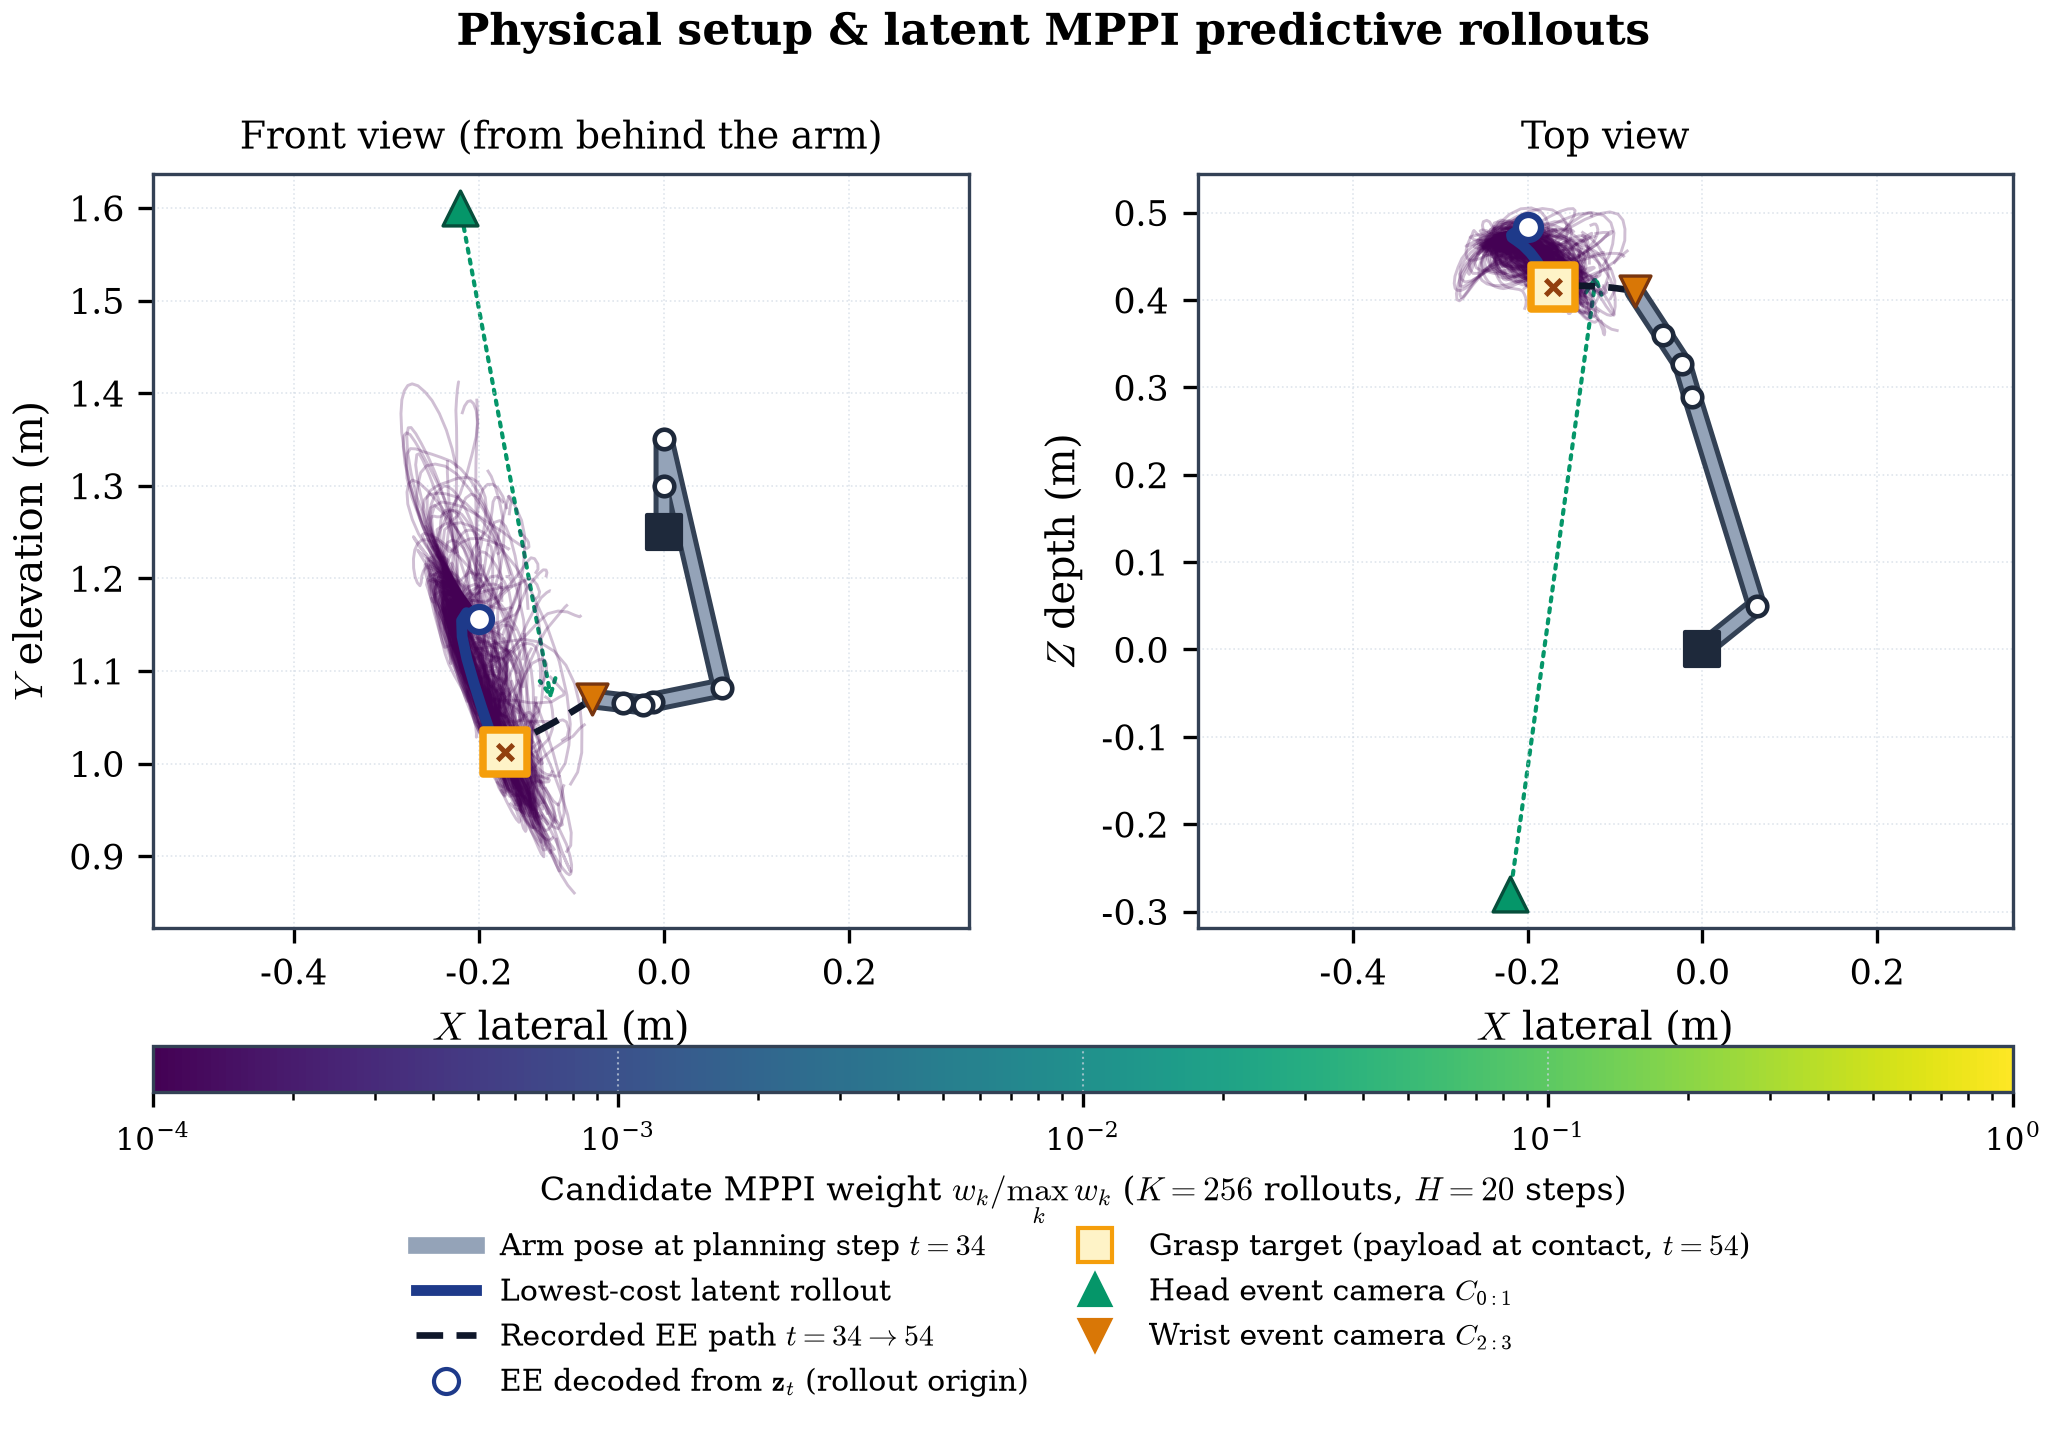 Physical setup & latent MPPI predictive rollouts
Front view (from behind the arm)
Y elevation (m)
1.6
1.5
1.4
1.3
1.2
1.1
1.0
0.9
-0.4 -0.2 0.0 0.2
X lateral (m)
Top view
Z depth (m)
0.5
0.4
0.3
0.2
0.1
0.0
-0.1
-0.2
-0.3
-0.4 -0.2 0.0 0.2
X lateral (m)
10⁻⁴ 10⁻³ 10⁻² 10⁻¹ 10⁰
Candidate MPPI weight w_k/max_k w_k (K = 256 rollouts, H = 20 steps)
Arm pose at planning step t = 34
Lowest-cost latent rollout
Recorded EE path t = 34 → 54
EE decoded from z_t (rollout origin)
Grasp target (payload at contact, t = 54)
Head event camera C_{0:1}
Wrist event camera C_{2:3}